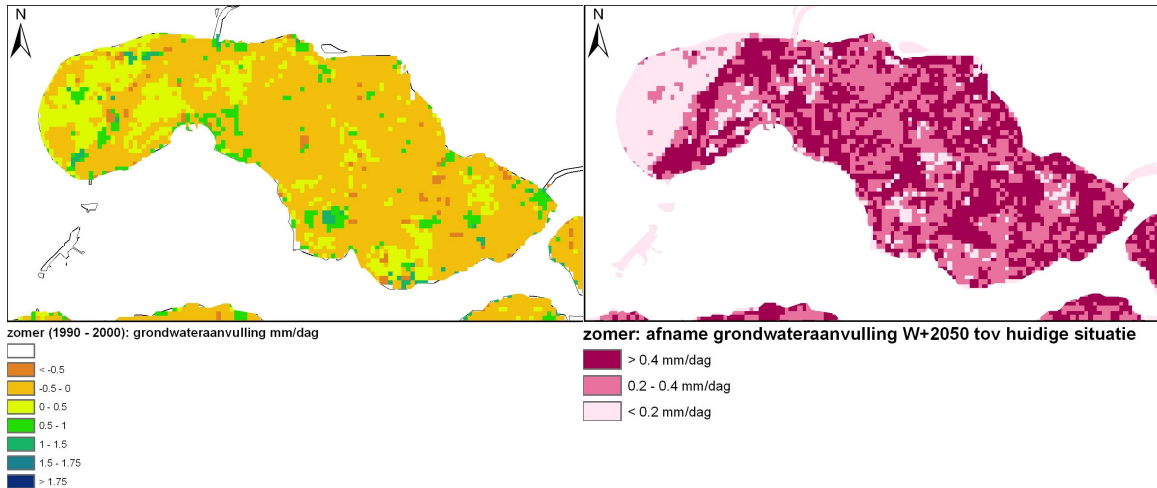 N
N
zomer (1990 - 2000): grondwateraanvulling mm/dag
< -0.5
-0.5 - 0
0 - 0.5
0.5 - 1
1 - 1.5
1.5 - 1.75
> 1.75
zomer: afname grondwateraanvulling W+2050 tov huidige situatie
> 0.4 mm/dag
0.2 - 0.4 mm/dag
< 0.2 mm/dag